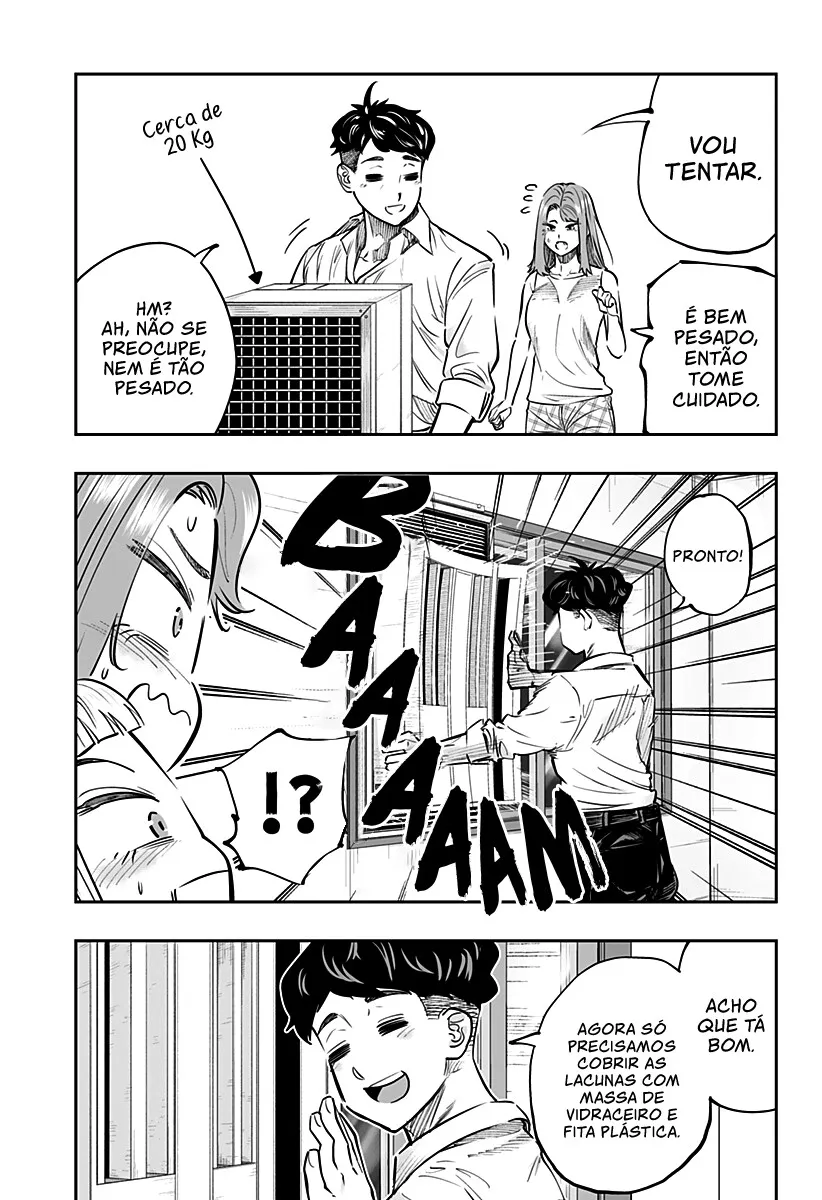 VOU
TENTAR.
É BEM
PESADO,
ENTÃO
TOME
CUIDADO.
Cerca de
20 Kg
HM?
AH, NÃO SE
PREOCUPE,
NEM É TÃO
PESADO.
PRONTO!
BAAAAAAM
!?
ACHO
QUE TÁ
BOM.
AGORA SÓ
PRECISAMOS
COBRIR AS
LACUNAS COM
MASSA DE
VIDRACEIRO E
FITA PLÁSTICA.